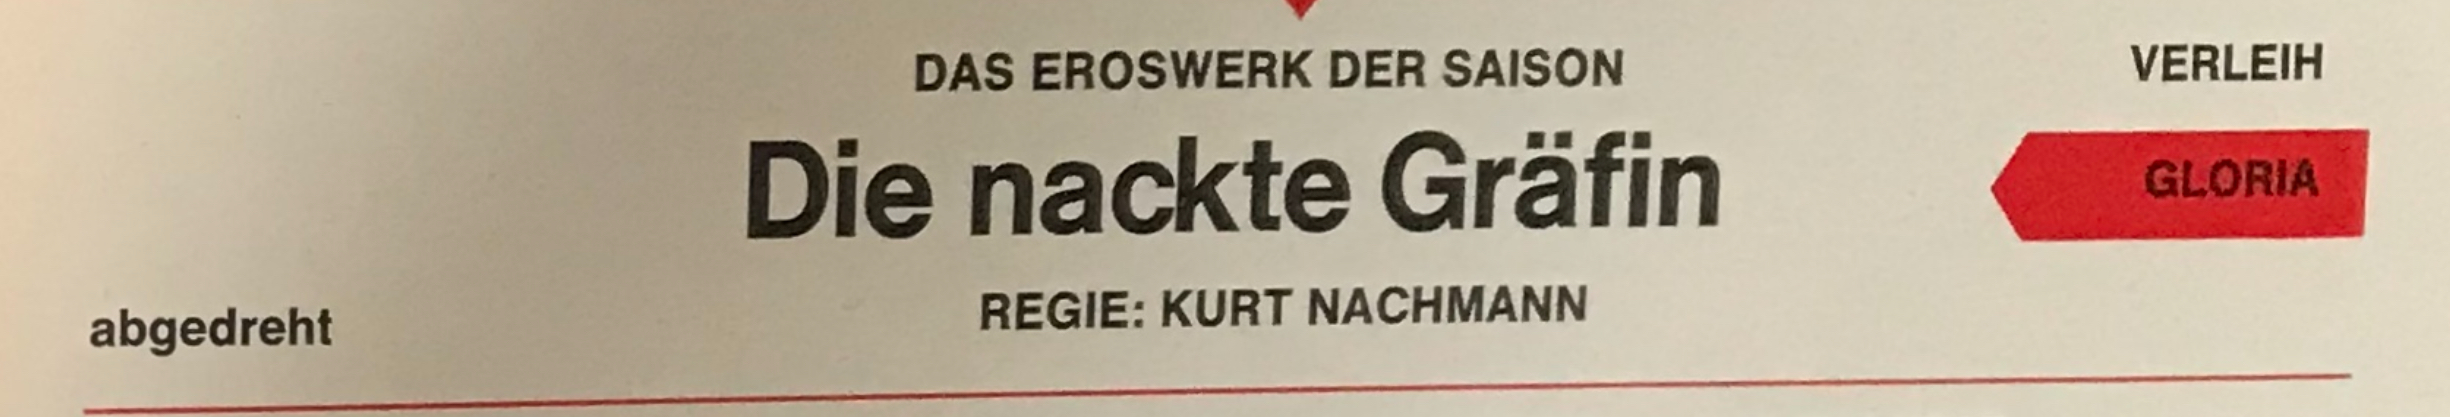 DAS EROSWERK DER SAISON
VERLEIH
Die nackte Gräfin
GLORIA
REGIE: KURT NACHMANN
abgedreht